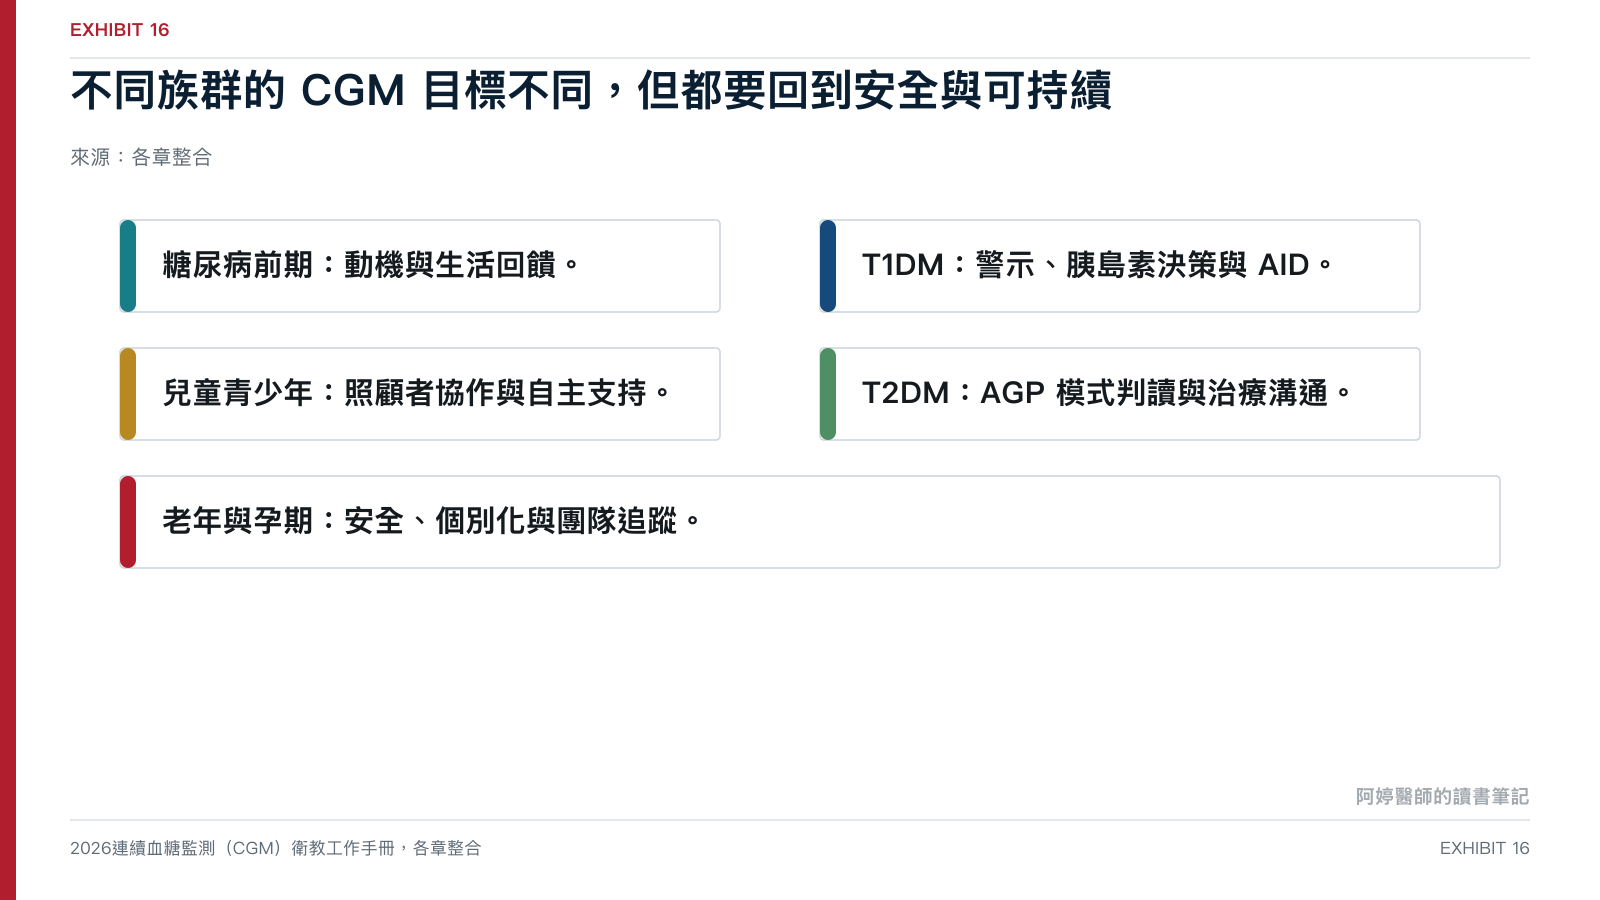 EXHIBIT 16
不同族群的 CGM 目標不同，但都要回到安全與可持續
來源：各章整合
糖尿病前期：動機與生活回饋。
T1DM：警示、胰島素決策與 AID。
兒童青少年：照顧者協作與自主支持。
T2DM：AGP 模式判讀與治療溝通。
老年與孕期：安全、個別化與團隊追蹤。
阿婷醫師的讀書筆記
2026連續血糖監測（CGM）衛教工作手冊，各章整合
EXHIBIT 16